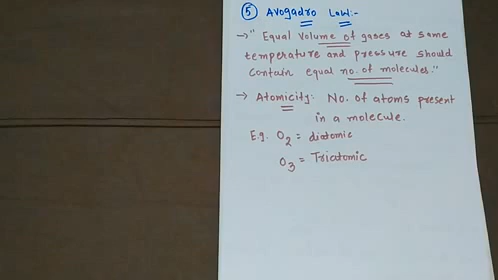 ⑤ Avogadro Law:-
→" Equal Volume of gases at same
temperature and pressure should
contain equal no. of molecules."
→ Atomicity: No. of atoms present
in a molecule.
E.g. O₂ = diatomic
O₃ = Triatomic